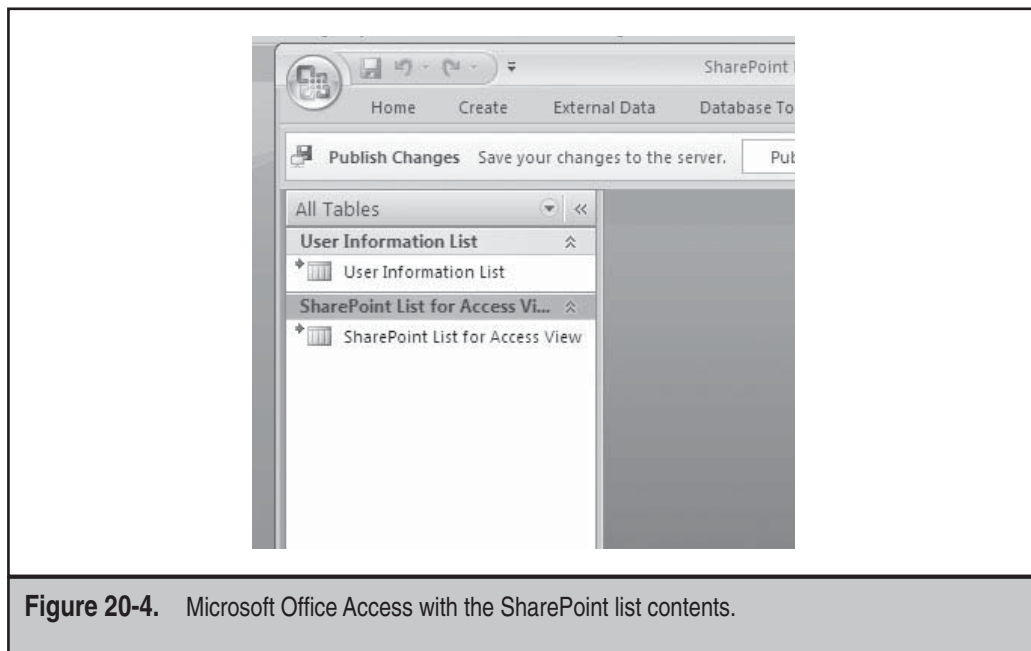 SharePoint
Home Create External Data Database To
Publish Changes Save your changes to the server. Pub
All Tables
User Information List
User Information List
SharePoint List for Access Vi...
SharePoint List for Access View
Figure 20-4. Microsoft Office Access with the SharePoint list contents.